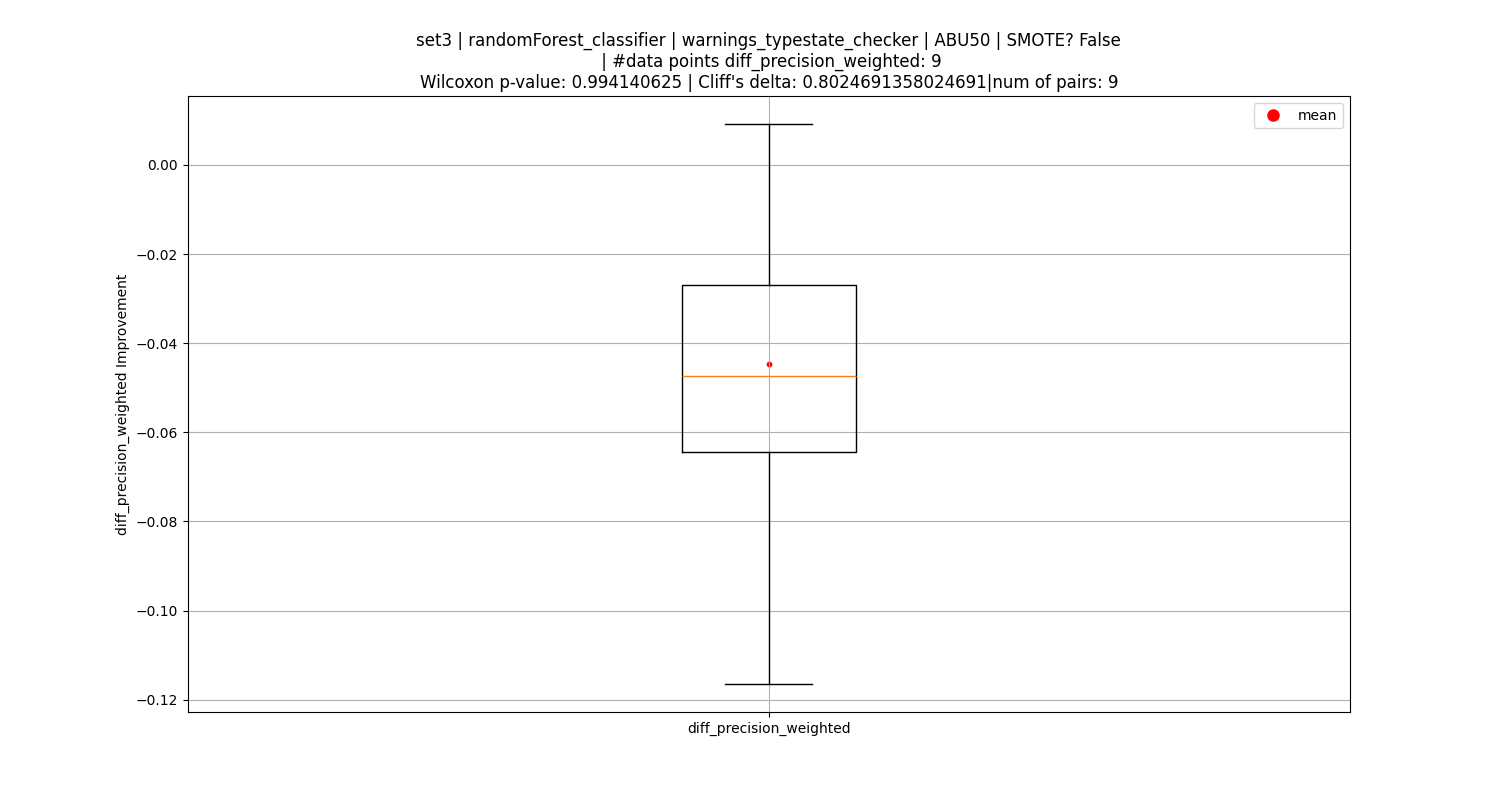 set3 | randomForest_classifier | warnings_typestate_checker | ABU50 | SMOTE? False
| #data points diff_precision_weighted: 9
Wilcoxon p-value: 0.994140625 | Cliff's delta: 0.8024691358024691|num of pairs: 9
mean
0.00
−0.02
−0.04
−0.06
−0.08
−0.10
−0.12
diff_precision_weighted Improvement
diff_precision_weighted